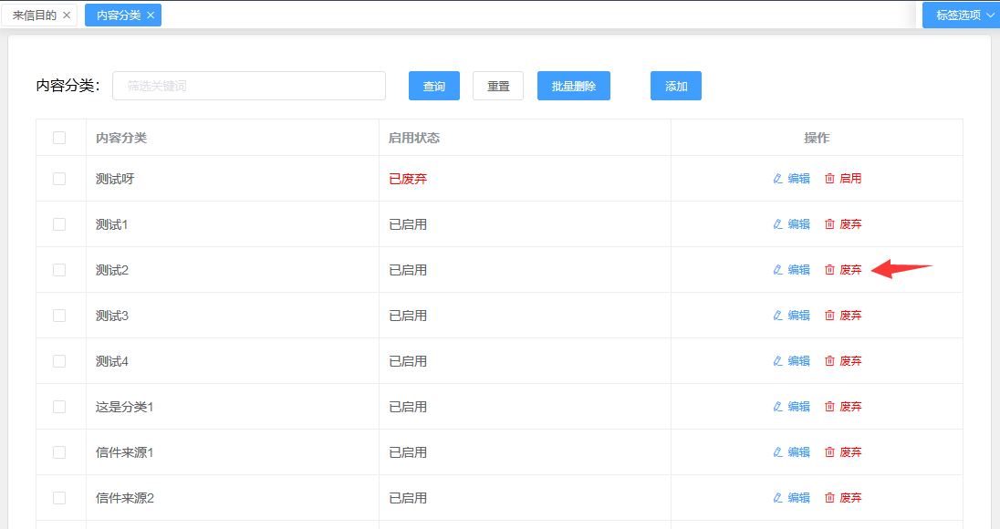 来信目的 内容分类 标签选项
内容分类： 筛选关键词 查询 重置 批量删除 添加
内容分类 启用状态 操作
测试呀 已废弃 编辑 启用
测试1 已启用 编辑 废弃
测试2 已启用 编辑 废弃
测试3 已启用 编辑 废弃
测试4 已启用 编辑 废弃
这是分类1 已启用 编辑 废弃
信件来源1 已启用 编辑 废弃
信件来源2 已启用 编辑 废弃